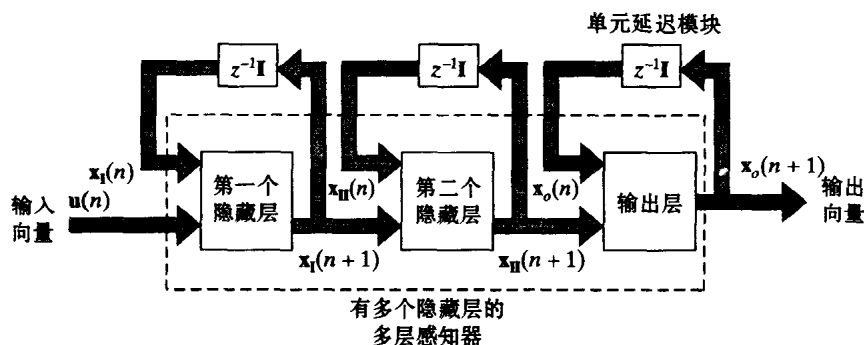 单元延迟模块
z⁻¹I
z⁻¹I
z⁻¹I
x_I(n)
x_II(n)
x_o(n)
x_o(n+1)
输入
向量
u(n)
第一个
隐藏层
第二个
隐藏层
输出层
输出
向量
x_I(n+1)
x_II(n+1)
有多个隐藏层的
多层感知器